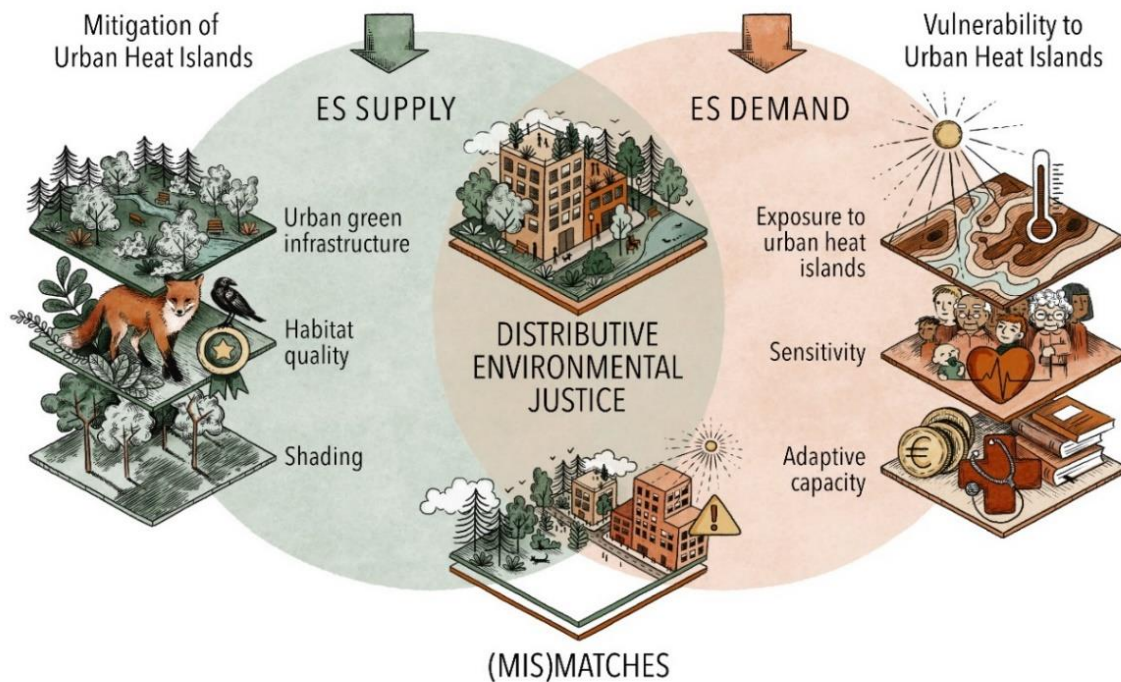 Mitigation of
Urban Heat Islands
Vulnerability to
Urban Heat Islands
ES SUPPLY
ES DEMAND
Urban green
infrastructure
Habitat
quality
Shading
DISTRIBUTIVE
ENVIRONMENTAL
JUSTICE
Exposure to
urban heat
islands
Sensitivity
Adaptive
capacity
€
!
(MIS)MATCHES